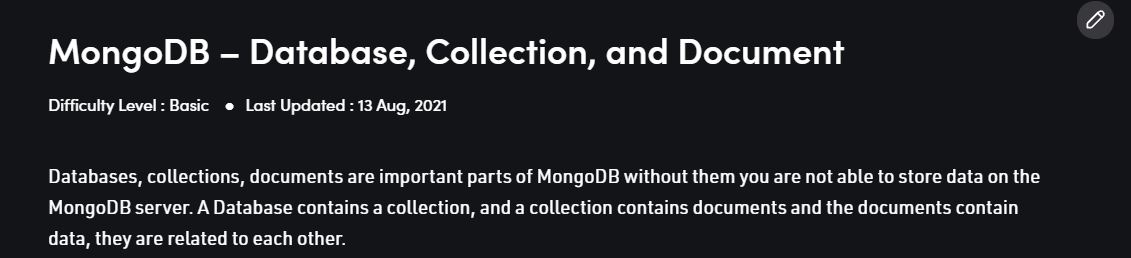 MongoDB – Database, Collection, and Document
Difficulty Level : Basic ● Last Updated : 13 Aug, 2021
Databases, collections, documents are important parts of MongoDB without them you are not able to store data on the
MongoDB server. A Database contains a collection, and a collection contains documents and the documents contain
data, they are related to each other.